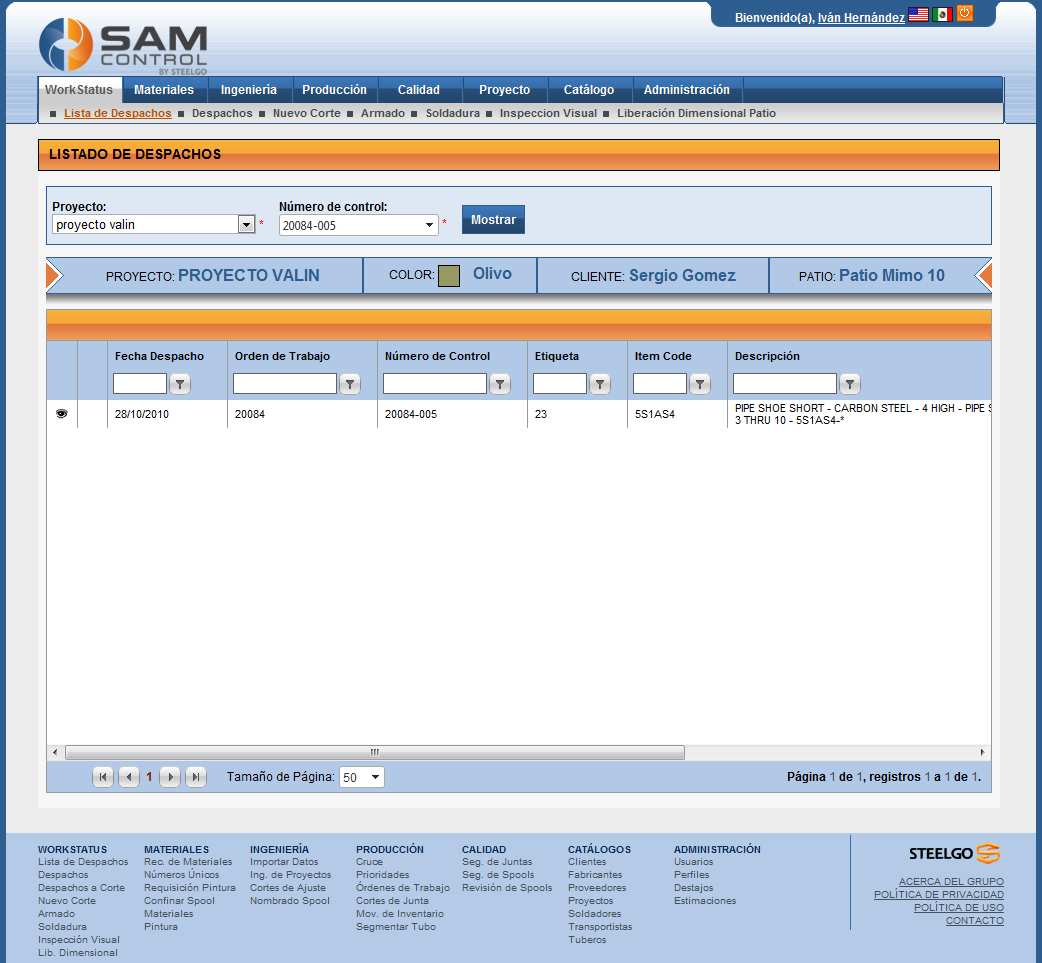 Bienvenido(a), Iván Hernández
SAM
CONTROL
BY STEELGO
WorkStatus Materiales Ingeniería Producción Calidad Proyecto Catálogo Administración
Lista de Despachos Despachos Nuevo Corte Armado Soldadura Inspeccion Visual Liberación Dimensional Patio
LISTADO DE DESPACHOS
Proyecto: Número de control:
proyecto valin * 20084-005 * Mostrar
PROYECTO: PROYECTO VALIN COLOR: Olivo CLIENTE: Sergio Gomez PATIO: Patio Mimo 10
Fecha Despacho Orden de Trabajo Número de Control Etiqueta Item Code Descripción
28/10/2010 20084 20084-005 23 5S1AS4 PIPE SHOE SHORT - CARBON STEEL - 4 HIGH - PIPE
3 THRU 10 - 5S1AS4-*
1 Tamaño de Página: 50 Página 1 de 1, registros 1 a 1 de 1.
WORKSTATUS
Lista de Despachos
Despachos
Despachos a Corte
Nuevo Corte
Armado
Soldadura
Inspección Visual
Lib. Dimensional
MATERIALES
Rec. de Materiales
Números Únicos
Requisición Pintura
Confinar Spool
Materiales
Pintura
INGENIERÍA
Importar Datos
Ing. de Proyectos
Cortes de Ajuste
Nombrado Spool
PRODUCCIÓN
Cruce
Prioridades
Órdenes de Trabajo
Cortes de Junta
Mov. de Inventario
Segmentar Tubo
CALIDAD
Seg. de Juntas
Seg. de Spools
Revisión de Spools
CATÁLOGOS
Clientes
Fabricantes
Proveedores
Proyectos
Soldadores
Transportistas
Tuberos
ADMINISTRACIÓN
Usuarios
Perfiles
Destajos
Estimaciones
STEELGO
ACERCA DEL GRUPO
POLÍTICA DE PRIVACIDAD
POLÍTICA DE USO
CONTACTO